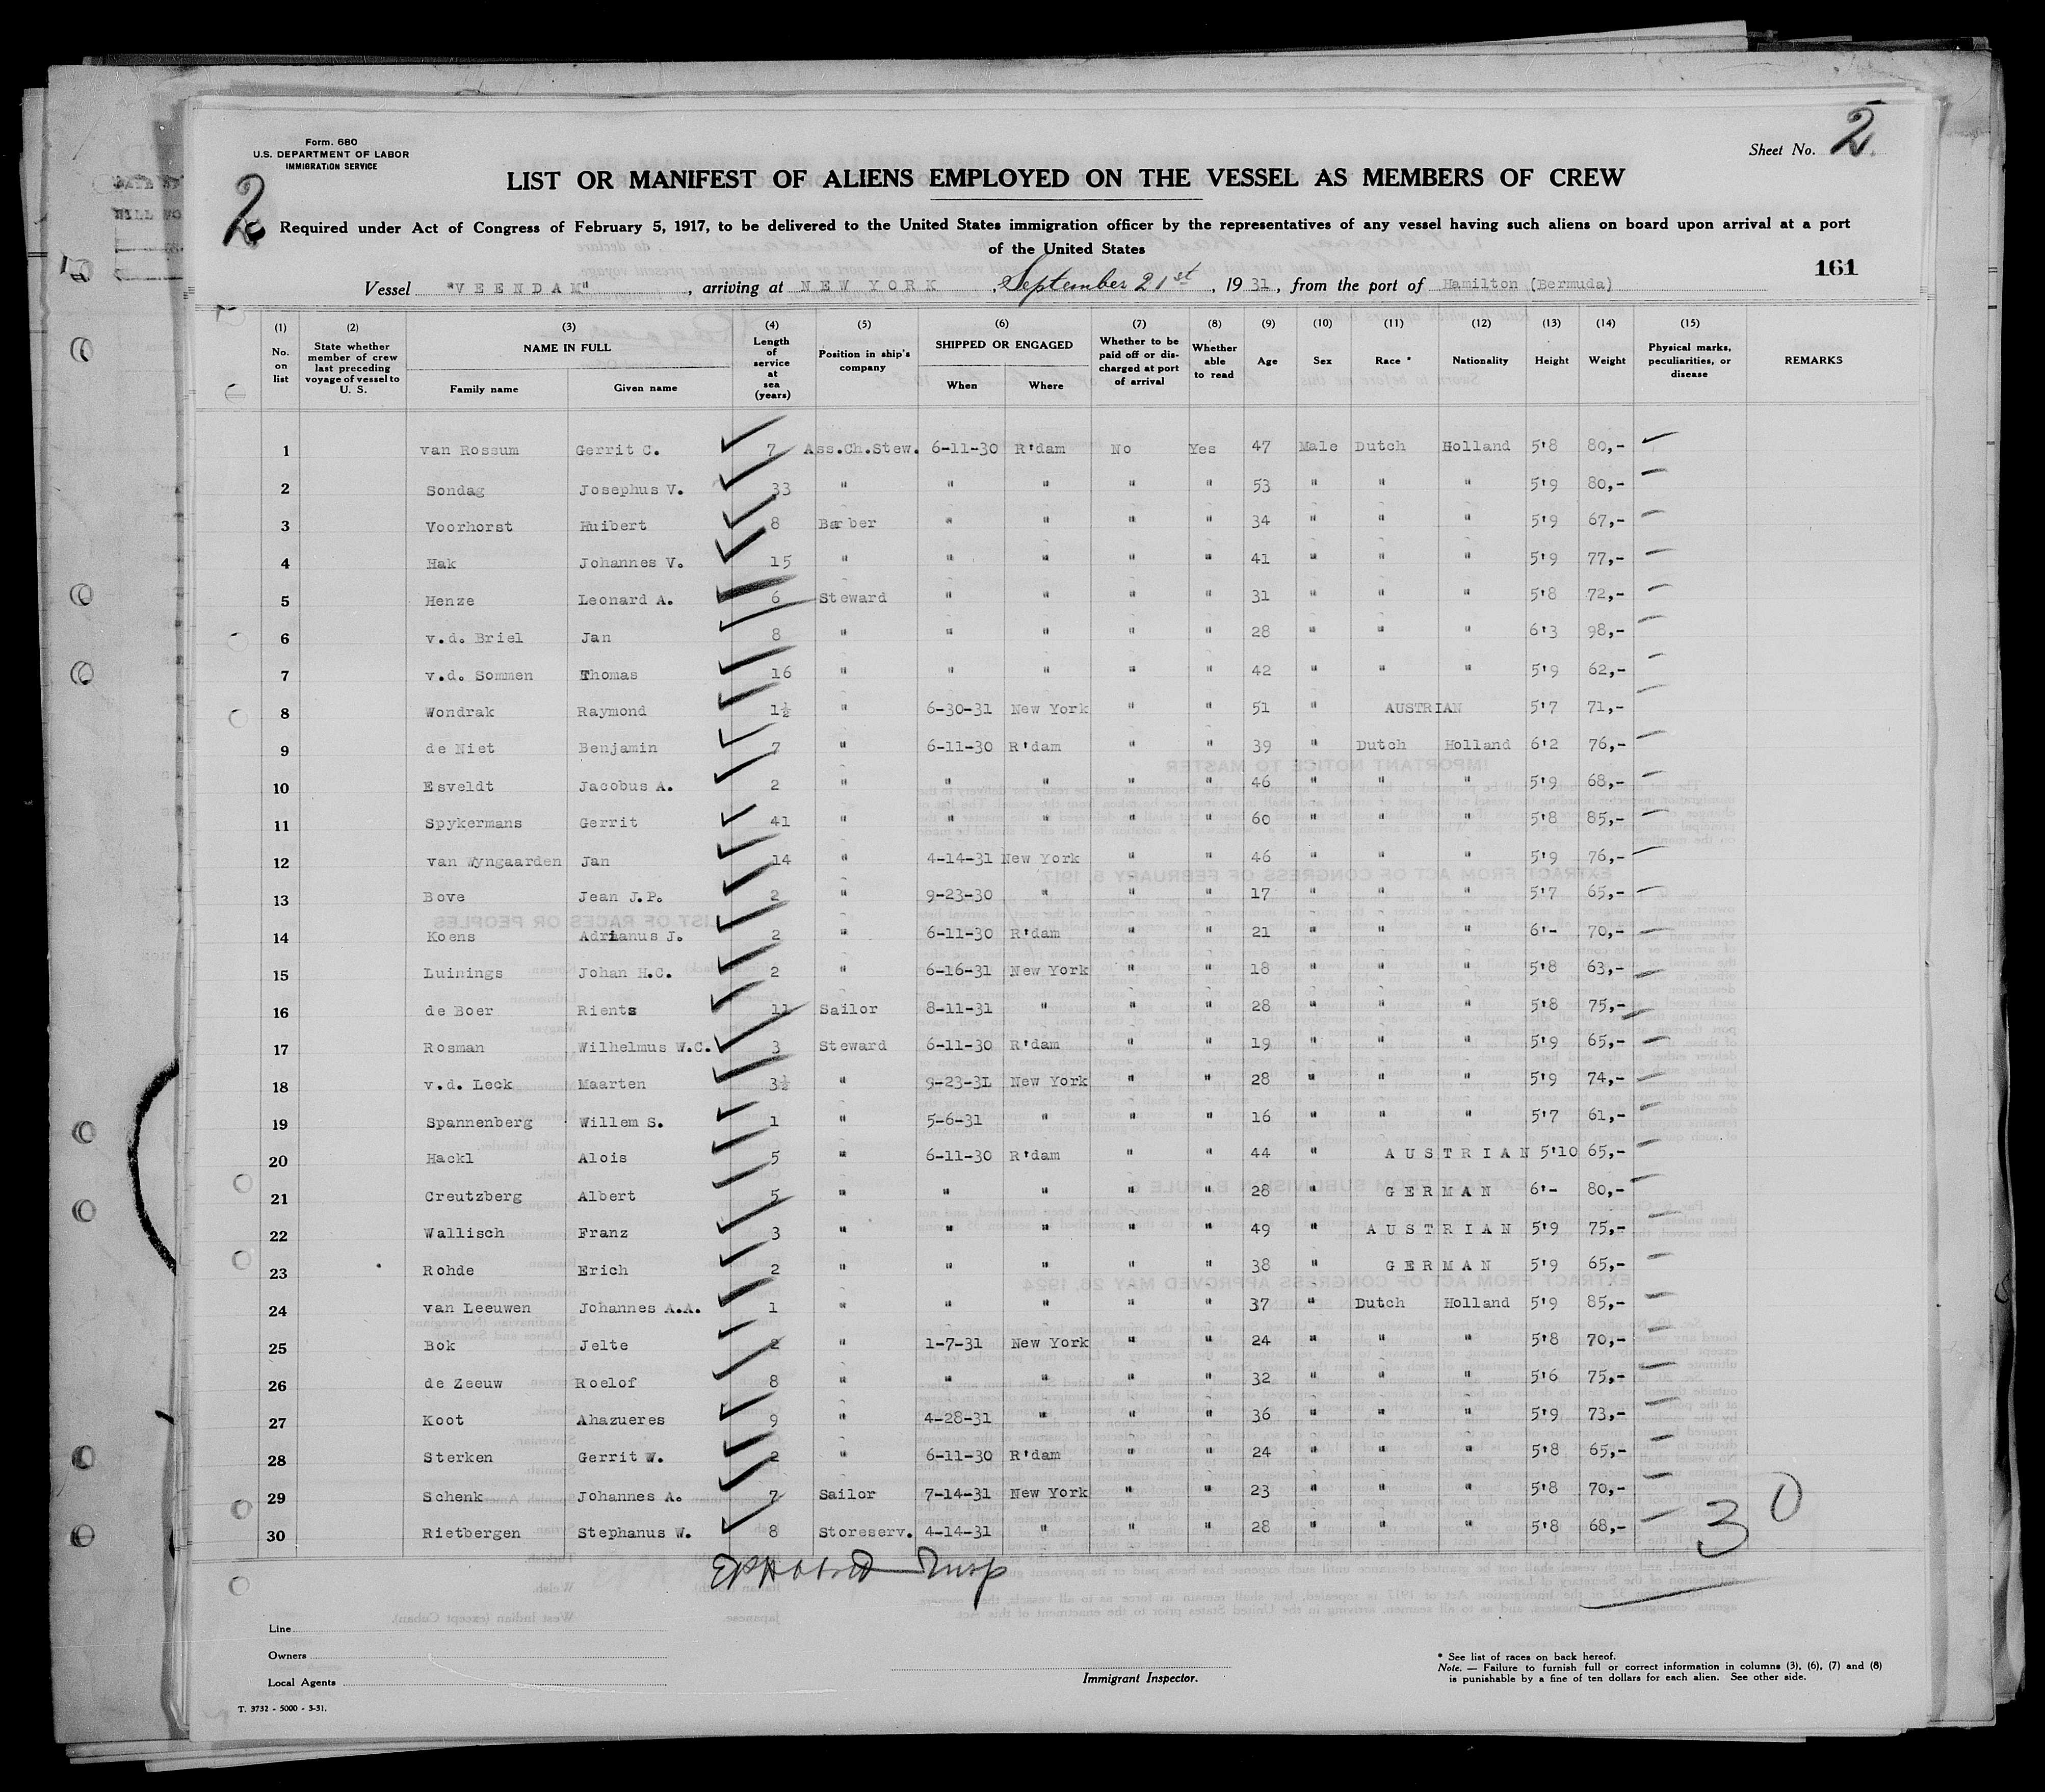 Form. 680
U.S. DEPARTMENT OF LABOR
IMMIGRATION SERVICE
Sheet No. 2
2
LIST OR MANIFEST OF ALIENS EMPLOYED ON THE VESSEL AS MEMBERS OF CREW
Required under Act of Congress of February 5, 1917, to be delivered to the United States immigration officer by the representatives of any vessel having such aliens on board upon arrival at a port
of the United States
161
Vessel "VEENDAM", arriving at NEW YORK, September 21st, 1931, from the port of Hamilton (Bermuda)
(1) No. on list (2) State whether member of crew last preceding voyage of vessel to U. S. (3) NAME IN FULL Family name Given name (4) Length of service at sea (years) (5) Position in ship's company (6) SHIPPED OR ENGAGED When Where (7) Whether to be paid off or discharged at port of arrival (8) Whether able to read (9) Age (10) Sex (11) Race * (12) Nationality (13) Height (14) Weight (15) Physical marks, peculiarities, or disease REMARKS
1 van Rossum Gerrit C. 7 Ass.Ch.Stew. 6-11-30 R'dam No Yes 47 Male Dutch Holland 5'8 80,-
2 Sondag Josephus V. 33 " " " " " 53 " " " 5'9 80,-
3 Voorhorst Huibert 8 Barber " " " " 34 " " " 5'9 67,-
4 Hak Johannes V. 15 " " " " " 41 " " " 5'9 77,-
5 Henze Leonard A. 6 Steward " " " " 31 " " " 5'8 72,-
6 v.d. Briel Jan 8 " " " " " 28 " " " 6'3 98,-
7 v.d. Sommen Thomas 16 " " " " " 42 " " " 5'9 62,-
8 Wondrak Raymond 1½ " 6-30-31 New York " " 51 " AUSTRIAN 5'7 71,-
9 de Niet Benjamin 7 " 6-11-30 R'dam " " 39 " Dutch Holland 6'2 76,-
10 Esveldt Jacobus A. 2 " " " " " 46 " " " 5'9 68,-
11 Spykermans Gerrit 41 " " " " " 60 " " " 5'8 85,-
12 van Wyngaarden Jan 14 " 4-14-31 New York " " 46 " " " 5'9 76,-
13 Bove Jean J.P. 2 " 9-23-30 " " " 17 " " " 5'7 65,-
14 Koens Adrianus J. 2 " 6-11-30 R'dam " " 21 " " " 6'- 70,-
15 Luinings Johan H.C. 2 " 6-16-31 New York " " 18 " " " 5'8 63,-
16 de Boer Rients 11 Sailor 8-11-31 " " " 28 " " " 5'8 75,-
17 Rosman Wilhelmus W.C. 3 Steward 6-11-30 R'dam " " 19 " " " 5'9 65,-
18 v.d. Leck Maarten 3½ " 9-23-31 New York " " 28 " " " 5'9 74,-
19 Spannenberg Willem S. 1 " 5-6-31 " " " 16 " " " 5'7 61,-
20 Hackl Alois 5 " 6-11-30 R'dam " " 44 " AUSTRIAN 5'10 65,-
21 Creutzberg Albert 5 " " " " " 28 " GERMAN 6'- 80,-
22 Wallisch Franz 3 " " " " " 49 " AUSTRIAN 5'9 75,-
23 Rohde Erich 2 " " " " " 38 " GERMAN 5'9 65,-
24 van Leeuwen Johannes A.A. 1 " " " " " 37 " Dutch Holland 5'9 85,-
25 Bok Jelte 2 " 1-7-31 New York " " 24 " " " 5'8 70,-
26 de Zeeuw Roelof 8 " " " " " 32 " " " 5'6 75,-
27 Koot Ahazueres 9 " 4-28-31 " " " 36 " " " 5'9 73,-
28 Sterken Gerrit W. 2 " 6-11-30 R'dam " " 24 " " " 5'8 65,-
29 Schenk Johannes A. 7 Sailor 7-14-31 New York " " 23 " " " 5'8 70,-
30 Rietbergen Stephanus W. 8 Storeserv. 4-14-31 " " " 28 " " " 5'8 68,-
30
Line
Owners
Local Agents
Immigrant Inspector.
* See list of races on back hereof.
Note. — Failure to furnish full or correct information in columns (3), (6), (7) and (8)
is punishable by a fine of ten dollars for each alien. See other side.
T. 3732 - 5000 - 3-31.